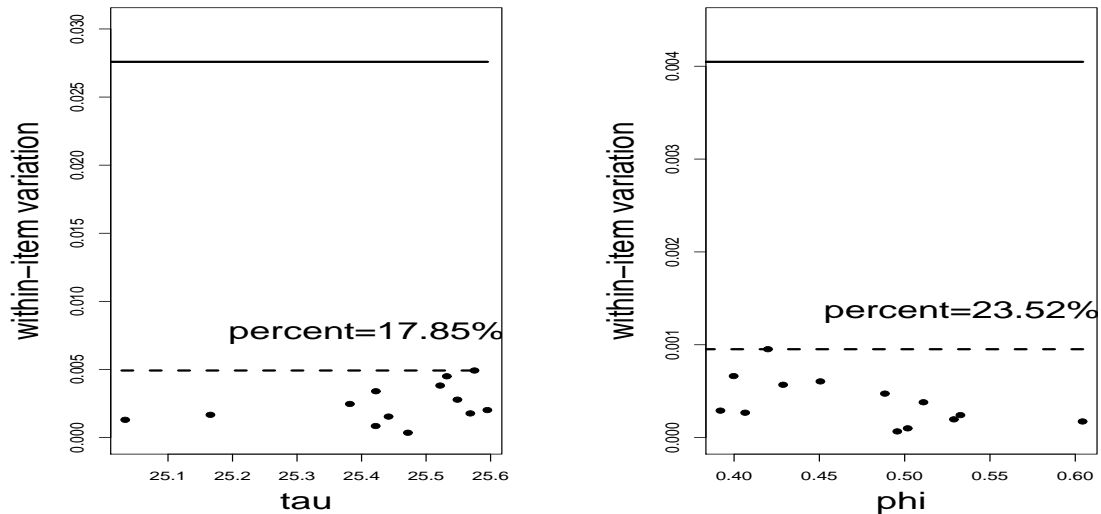 within-item variation
0.030
0.025
0.020
0.015
0.010
0.005
0.000
percent=17.85%
25.1 25.2 25.3 25.4 25.5 25.6
tau
within-item variation
0.004
0.003
0.002
0.001
0.000
percent=23.52%
0.40 0.45 0.50 0.55 0.60
phi